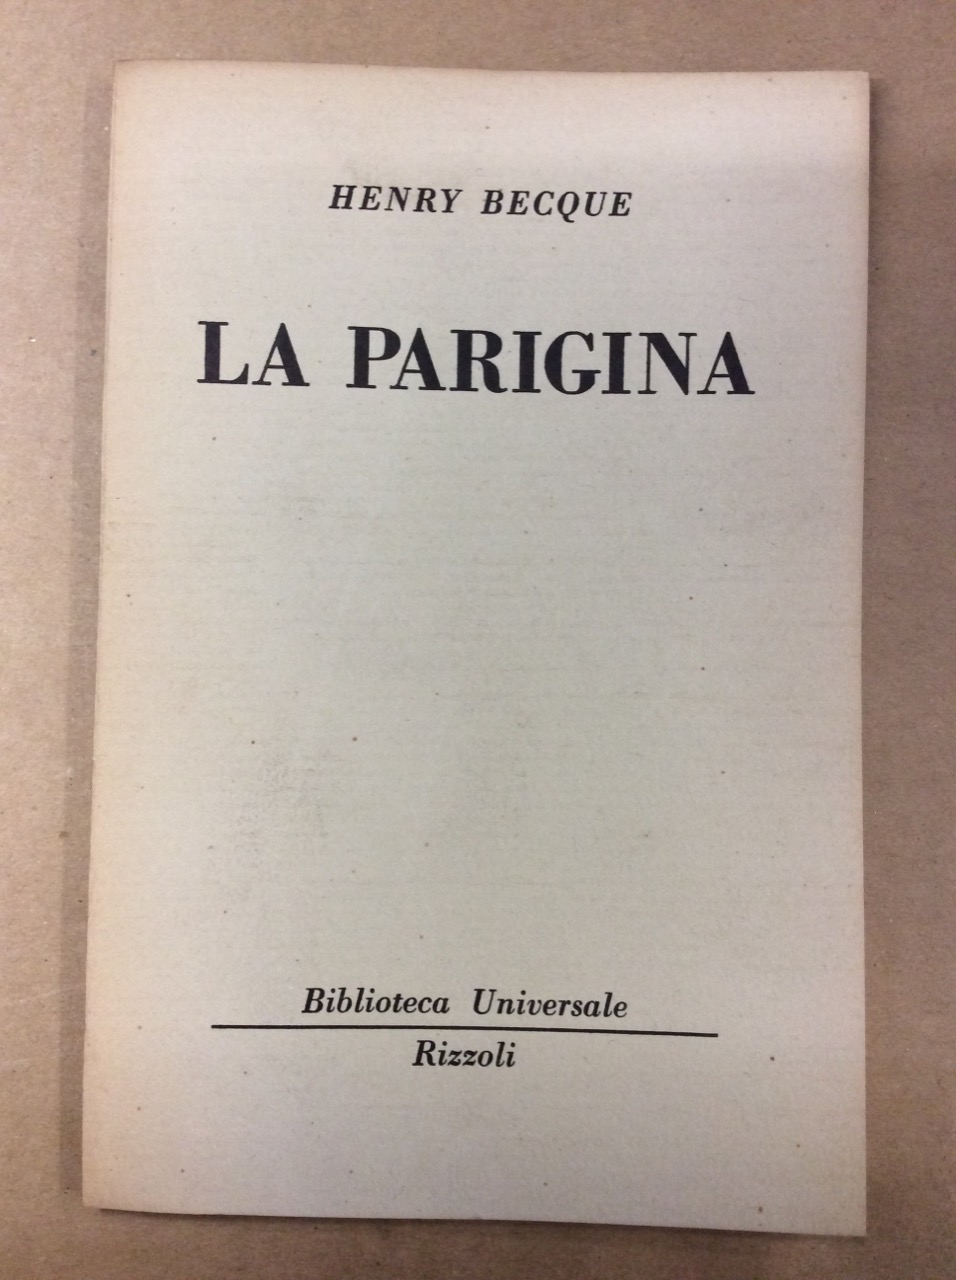 HENRY BECQUE
LA PARIGINA
Biblioteca Universale
Rizzoli